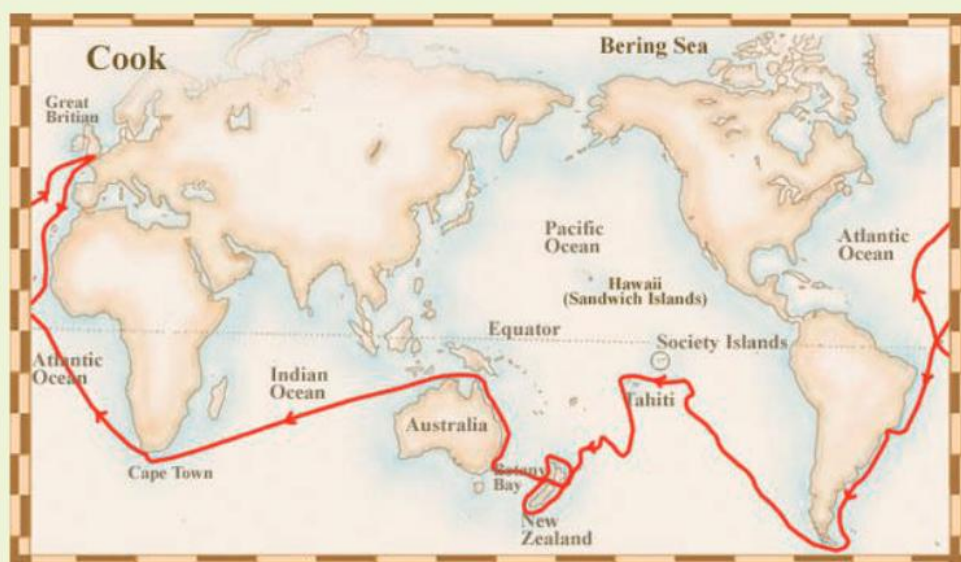 Cook
Bering Sea
Great
Britian
Pacific
Ocean
Atlantic
Ocean
Hawaii
(Sandwich Islands)
Equator
Society Islands
Atlantic
Ocean
Indian
Ocean
Tahiti
Australia
Cape Town
Botany
Bay
New
Zealand